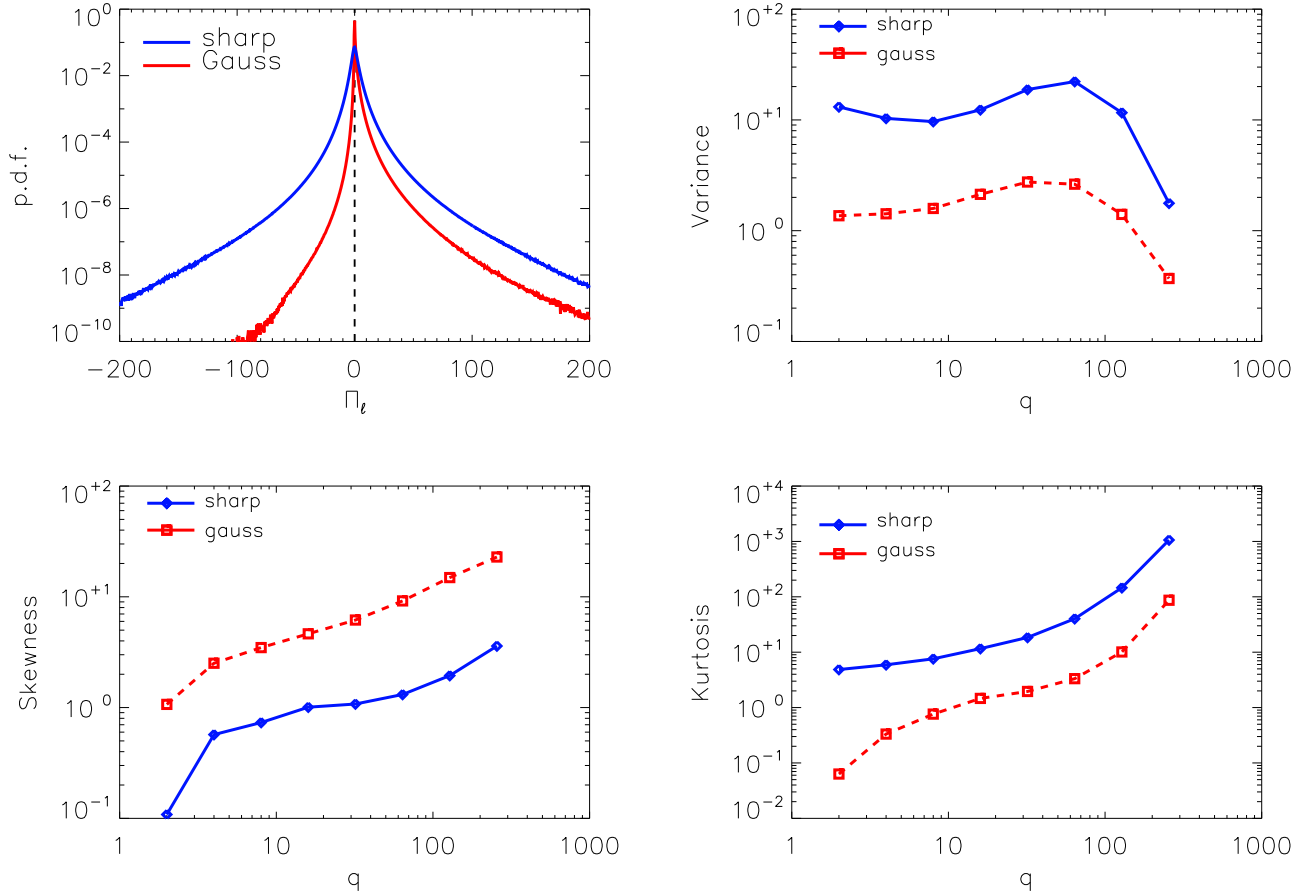 10^0
10^-2
10^-4
10^-6
10^-8
10^-10
p.d.f.
sharp
Gauss
−200 −100 0 100 200
Π_ℓ
10^+2
10^+1
10^0
10^-1
Variance
sharp
gauss
1 10 100 1000
q
10^+2
10^+1
10^0
10^-1
Skewness
sharp
gauss
1 10 100 1000
q
10^+4
10^+3
10^+2
10^+1
10^0
10^-1
10^-2
Kurtosis
sharp
gauss
1 10 100 1000
q